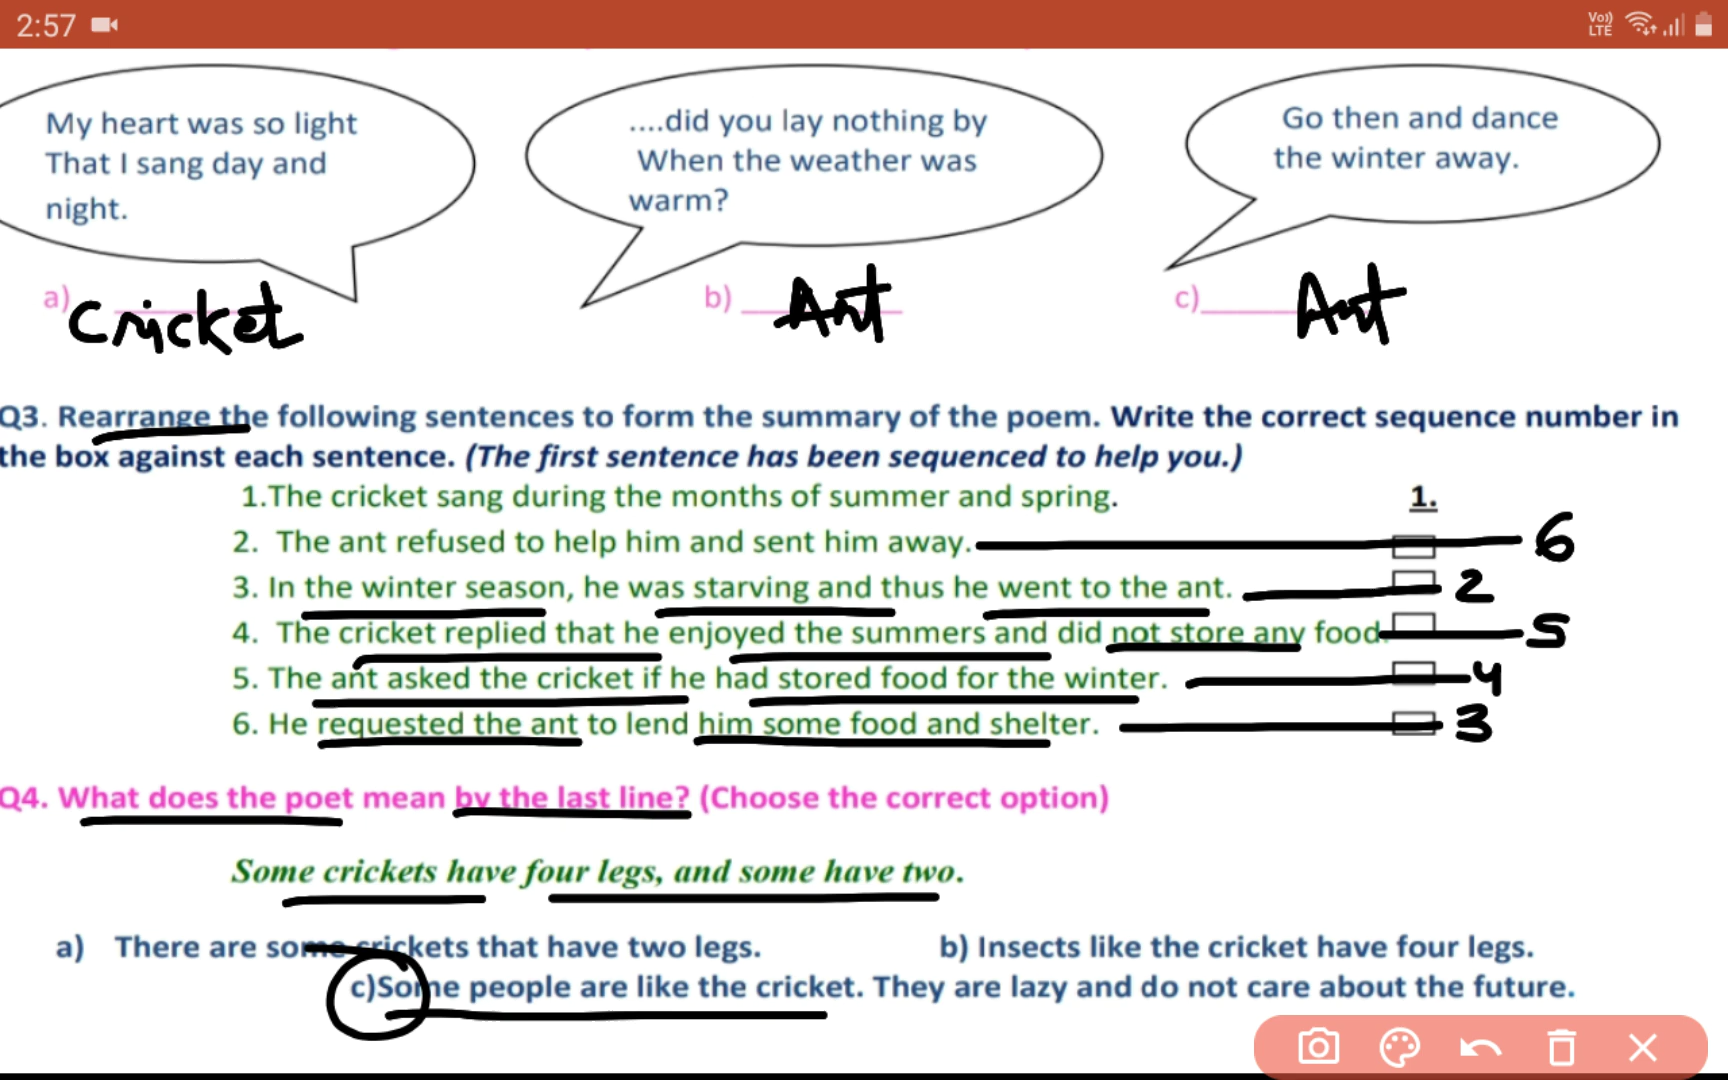 2:57
Vo)) LTE
My heart was so light
That I sang day and
night.
....did you lay nothing by
When the weather was
warm?
Go then and dance
the winter away.
a) Cricket
b) Ant
c) Ant
Q3. Rearrange the following sentences to form the summary of the poem. Write the correct sequence number in
the box against each sentence. (The first sentence has been sequenced to help you.)
1.The cricket sang during the months of summer and spring. 1.
2. The ant refused to help him and sent him away. 6
3. In the winter season, he was starving and thus he went to the ant. 2
4. The cricket replied that he enjoyed the summers and did not store any food. 5
5. The ant asked the cricket if he had stored food for the winter. 4
6. He requested the ant to lend him some food and shelter. 3
Q4. What does the poet mean by the last line? (Choose the correct option)
Some crickets have four legs, and some have two.
a) There are some crickets that have two legs. b) Insects like the cricket have four legs.
c)Some people are like the cricket. They are lazy and do not care about the future.